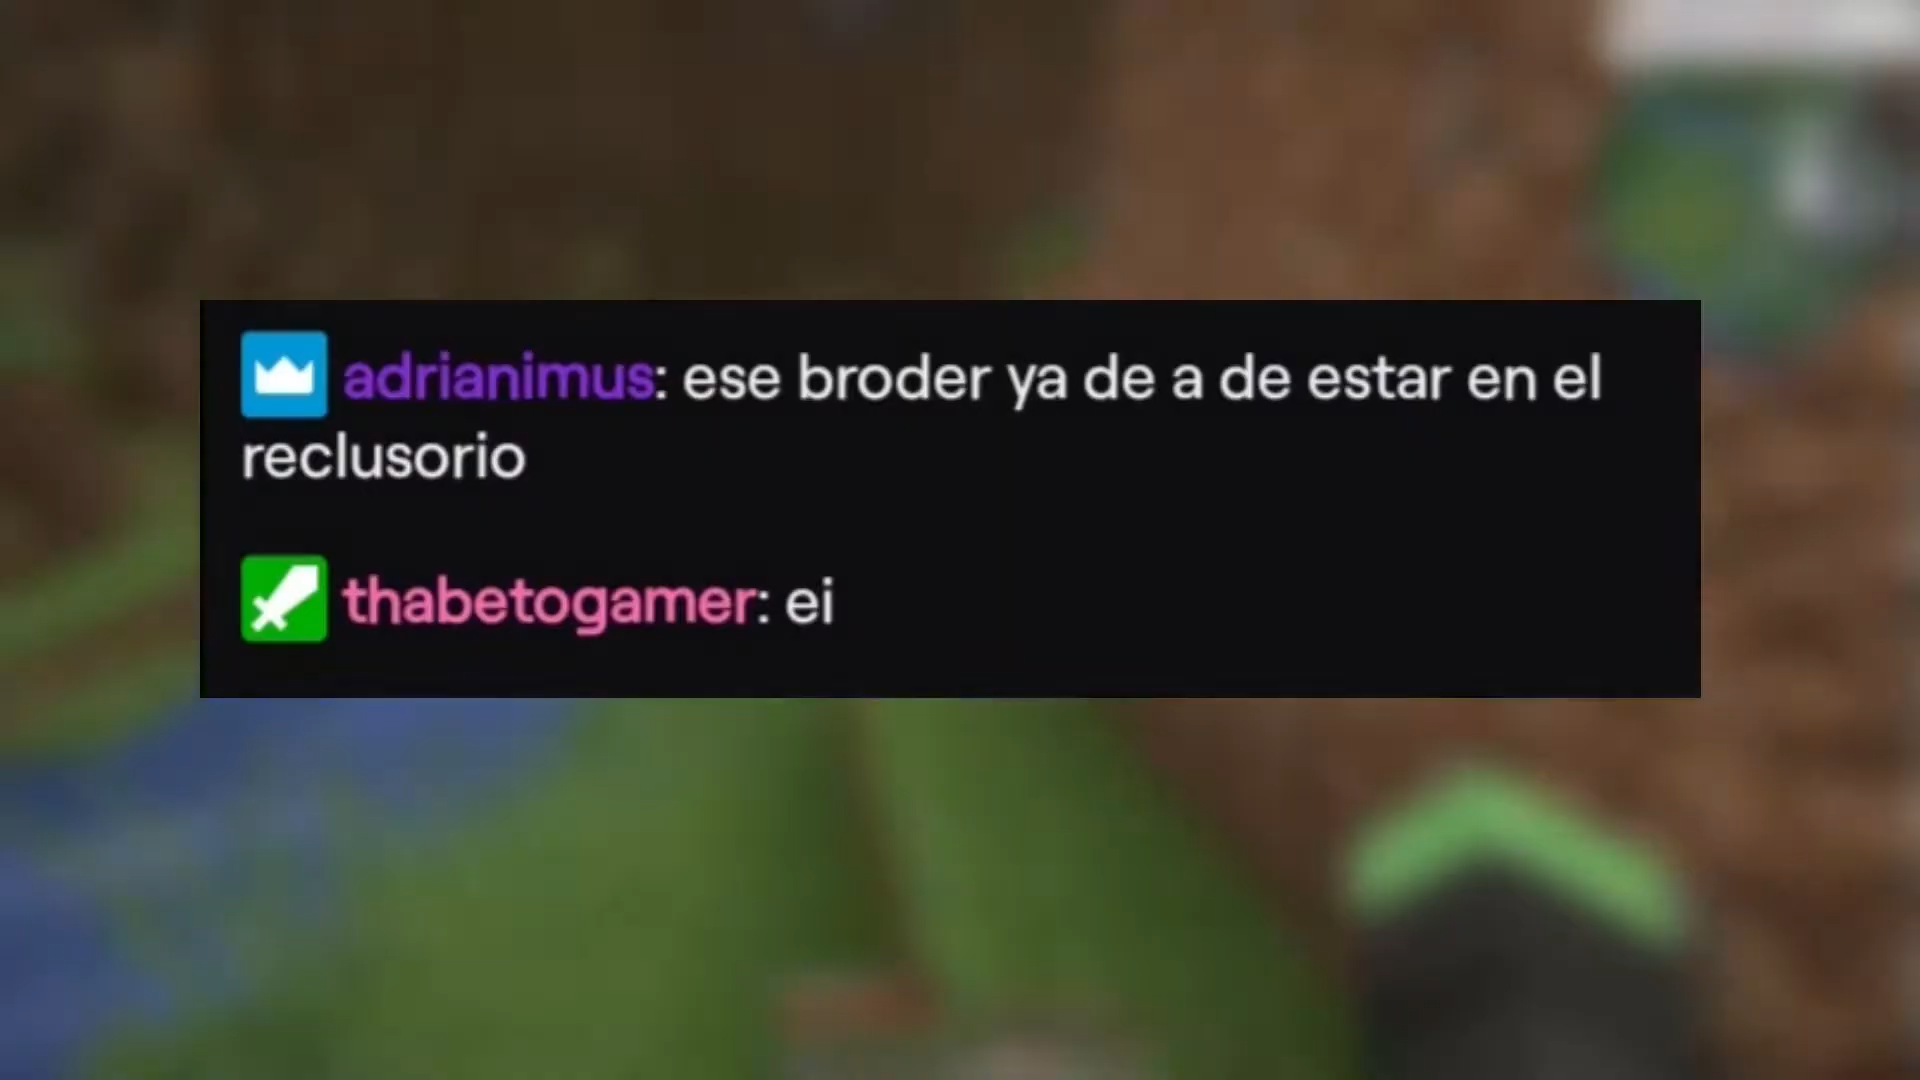 adrianimus: ese broder ya de a de estar en el
reclusorio
thabetogamer: ei